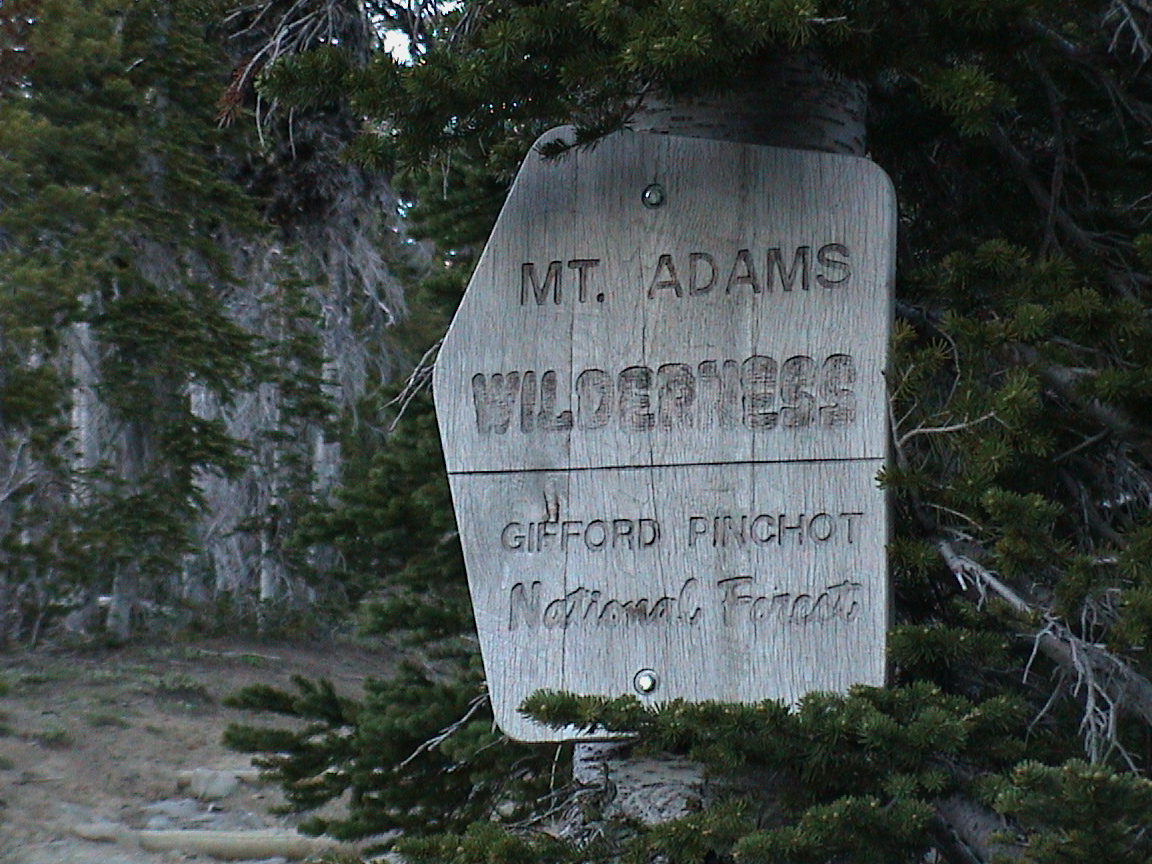 MT. ADAMS
WILDERNESS
GIFFORD PINCHOT
National Forest